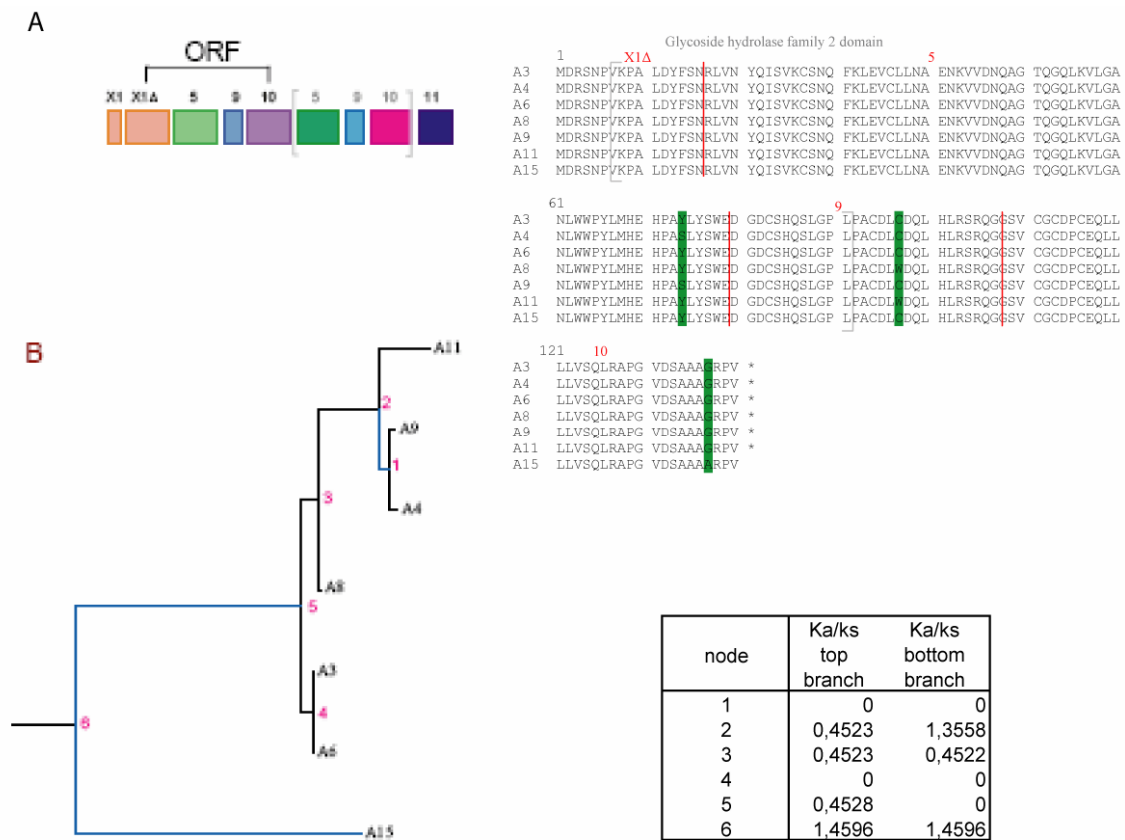 A
ORF
X1 X1Δ 5 9 10 5 9 10 11
Glycoside hydrolase family 2 domain
1 X1Δ 5
A3 MDRSNPVKPA LDYFSNRLVN YQISVKCSNQ FKLEVCLLNA ENKVVDNQAG TQGQLKVLGA
A4 MDRSNPVKPA LDYFSNRLVN YQISVKCSNQ FKLEVCLLNA ENKVVDNQAG TQGQLKVLGA
A6 MDRSNPVKPA LDYFSNRLVN YQISVKCSNQ FKLEVCLLNA ENKVVDNQAG TQGQLKVLGA
A8 MDRSNPVKPA LDYFSNRLVN YQISVKCSNQ FKLEVCLLNA ENKVVDNQAG TQGQLKVLGA
A9 MDRSNPVKPA LDYFSNRLVN YQISVKCSNQ FKLEVCLLNA ENKVVDNQAG TQGQLKVLGA
A11 MDRSNPVKPA LDYFSNRLVN YQISVKCSNQ FKLEVCLLNA ENKVVDNQAG TQGQLKVLGA
A15 MDRSNPVKPA LDYFSNRLVN YQISVKCSNQ FKLEVCLLNA ENKVVDNQAG TQGQLKVLGA
61 9
A3 NLWWPYLMHE HPAYLYSWED GDCSHQSLGP LPACDLCDQL HLRSRQGGSV CGCDPCEQLL
A4 NLWWPYLMHE HPASLYSWED GDCSHQSLGP LPACDLCDQL HLRSRQGGSV CGCDPCEQLL
A6 NLWWPYLMHE HPAYLYSWED GDCSHQSLGP LPACDLCDQL HLRSRQGGSV CGCDPCEQLL
A8 NLWWPYLMHE HPAYLYSWED GDCSHQSLGP LPACDLWDQL HLRSRQGGSV CGCDPCEQLL
A9 NLWWPYLMHE HPASLYSWED GDCSHQSLGP LPACDLCDQL HLRSRQGGSV CGCDPCEQLL
A11 NLWWPYLMHE HPAYLYSWED GDCSHQSLGP LPACDLWDQL HLRSRQGGSV CGCDPCEQLL
A15 NLWWPYLMHE HPAYLYSWED GDCSHQSLGP LPACDLCDQL HLRSRQGGSV CGCDPCEQLL
121 10
A3 LLVSQLRAPG VDSAAAGRPV *
A4 LLVSQLRAPG VDSAAAGRPV *
A6 LLVSQLRAPG VDSAAAGRPV *
A8 LLVSQLRAPG VDSAAAGRPV *
A9 LLVSQLRAPG VDSAAAGRPV *
A11 LLVSQLRAPG VDSAAAGRPV *
A15 LLVSQLRAPG VDSAAAARPV
B
A11
2
A9
1
A4
3
A8
5
A3
4
A6
6
A15
node Ka/ks top branch Ka/ks bottom branch
1 0 0
2 0,4523 1,3558
3 0,4523 0,4522
4 0 0
5 0,4528 0
6 1,4596 1,4596